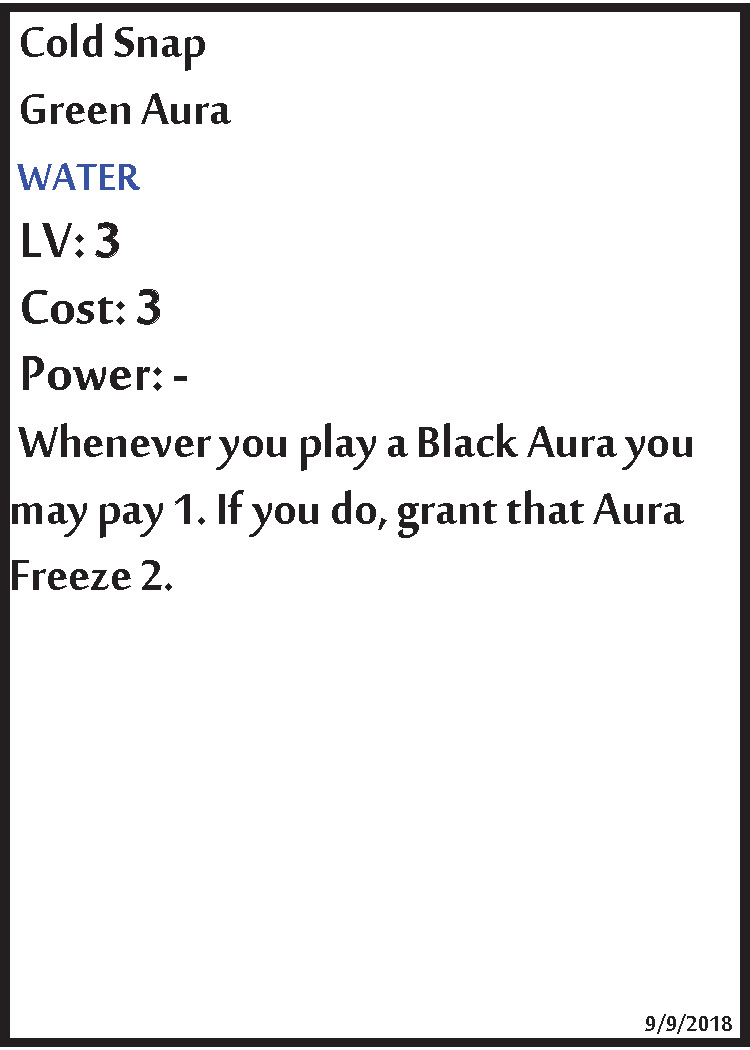 Cold Snap
Green Aura
WATER
LV: 3
Cost: 3
Power: -
Whenever you play a Black Aura you
may pay 1. If you do, grant that Aura
Freeze 2.
9/9/2018